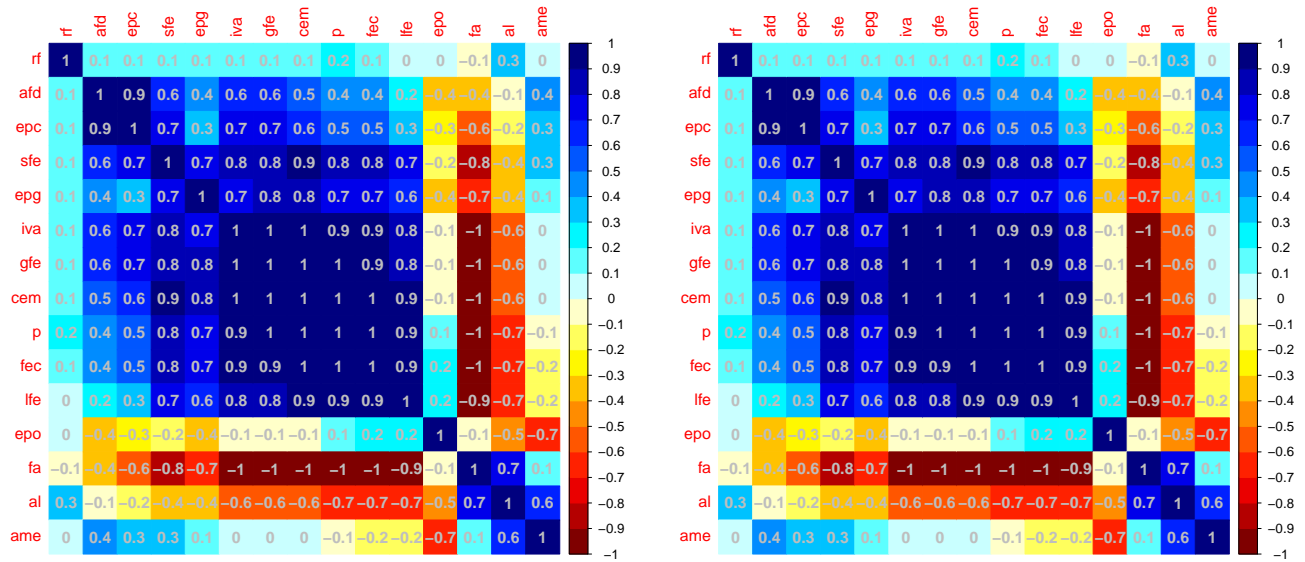 rf afd epc sfe epg iva gfe cem p fec lfe epo fa al ame
rf 1 0.1 0.1 0.1 0.1 0.1 0.1 0.1 0.2 0.1 0 0 −0.1 0.3 0
afd 0.1 1 0.9 0.6 0.4 0.6 0.6 0.5 0.4 0.4 0.2 −0.4 −0.4 −0.1 0.4
epc 0.1 0.9 1 0.7 0.3 0.7 0.7 0.6 0.5 0.5 0.3 −0.3 −0.6 −0.2 0.3
sfe 0.1 0.6 0.7 1 0.7 0.8 0.8 0.9 0.8 0.8 0.7 −0.2 −0.8 −0.4 0.3
epg 0.1 0.4 0.3 0.7 1 0.7 0.8 0.8 0.7 0.7 0.6 −0.4 −0.7 −0.4 0.1
iva 0.1 0.6 0.7 0.8 0.7 1 1 1 0.9 0.9 0.8 −0.1 −1 −0.6 0
gfe 0.1 0.6 0.7 0.8 0.8 1 1 1 1 0.9 0.8 −0.1 −1 −0.6 0
cem 0.1 0.5 0.6 0.9 0.8 1 1 1 1 1 0.9 −0.1 −1 −0.6 0
p 0.2 0.4 0.5 0.8 0.7 0.9 1 1 1 1 0.9 0.1 −1 −0.7 −0.1
fec 0.1 0.4 0.5 0.8 0.7 0.9 0.9 1 1 1 0.9 0.2 −1 −0.7 −0.2
lfe 0 0.2 0.3 0.7 0.6 0.8 0.8 0.9 0.9 0.9 1 0.2 −0.9 −0.7 −0.2
epo 0 −0.4 −0.3 −0.2 −0.4 −0.1 −0.1 −0.1 0.1 0.2 0.2 1 −0.1 −0.5 −0.7
fa −0.1 −0.4 −0.6 −0.8 −0.7 −1 −1 −1 −1 −1 −0.9 −0.1 1 0.7 0.1
al 0.3 −0.1 −0.2 −0.4 −0.4 −0.6 −0.6 −0.6 −0.7 −0.7 −0.7 −0.5 0.7 1 0.6
ame 0 0.4 0.3 0.3 0.1 0 0 0 −0.1 −0.2 −0.2 −0.7 0.1 0.6 1
1
0.9
0.8
0.7
0.6
0.5
0.4
0.3
0.2
0.1
0
−0.1
−0.2
−0.3
−0.4
−0.5
−0.6
−0.7
−0.8
−0.9
−1
rf afd epc sfe epg iva gfe cem p fec lfe epo fa al ame
rf 1 0.1 0.1 0.1 0.1 0.1 0.1 0.1 0.2 0.1 0 0 −0.1 0.3 0
afd 0.1 1 0.9 0.6 0.4 0.6 0.6 0.5 0.4 0.4 0.2 −0.4 −0.4 −0.1 0.4
epc 0.1 0.9 1 0.7 0.3 0.7 0.7 0.6 0.5 0.5 0.3 −0.3 −0.6 −0.2 0.3
sfe 0.1 0.6 0.7 1 0.7 0.8 0.8 0.9 0.8 0.8 0.7 −0.2 −0.8 −0.4 0.3
epg 0.1 0.4 0.3 0.7 1 0.7 0.8 0.8 0.7 0.7 0.6 −0.4 −0.7 −0.4 0.1
iva 0.1 0.6 0.7 0.8 0.7 1 1 1 0.9 0.9 0.8 −0.1 −1 −0.6 0
gfe 0.1 0.6 0.7 0.8 0.8 1 1 1 1 0.9 0.8 −0.1 −1 −0.6 0
cem 0.1 0.5 0.6 0.9 0.8 1 1 1 1 1 0.9 −0.1 −1 −0.6 0
p 0.2 0.4 0.5 0.8 0.7 0.9 1 1 1 1 0.9 0.1 −1 −0.7 −0.1
fec 0.1 0.4 0.5 0.8 0.7 0.9 0.9 1 1 1 0.9 0.2 −1 −0.7 −0.2
lfe 0 0.2 0.3 0.7 0.6 0.8 0.8 0.9 0.9 0.9 1 0.2 −0.9 −0.7 −0.2
epo 0 −0.4 −0.3 −0.2 −0.4 −0.1 −0.1 −0.1 0.1 0.2 0.2 1 −0.1 −0.5 −0.7
fa −0.1 −0.4 −0.6 −0.8 −0.7 −1 −1 −1 −1 −1 −0.9 −0.1 1 0.7 0.1
al 0.3 −0.1 −0.2 −0.4 −0.4 −0.6 −0.6 −0.6 −0.7 −0.7 −0.7 −0.5 0.7 1 0.6
ame 0 0.4 0.3 0.3 0.1 0 0 0 −0.1 −0.2 −0.2 −0.7 0.1 0.6 1
1
0.9
0.8
0.7
0.6
0.5
0.4
0.3
0.2
0.1
0
−0.1
−0.2
−0.3
−0.4
−0.5
−0.6
−0.7
−0.8
−0.9
−1